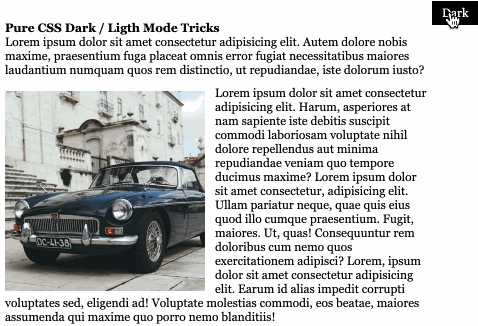 Dark
Pure CSS Dark / Ligth Mode Tricks
Lorem ipsum dolor sit amet consectetur adipisicing elit. Autem dolore nobis
maxime, praesentium fuga placeat omnis error fugiat necessitatibus maiores
laudantium numquam quos rem distinctio, ut repudiandae, iste dolorum iusto?
Lorem ipsum dolor sit amet consectetur
adipisicing elit. Harum, asperiores at
nam sapiente iste debitis suscipit
commodi laboriosam voluptate nihil
dolore repellendus aut minima
repudiandae veniam quo tempore
ducimus maxime? Lorem ipsum dolor
sit amet consectetur, adipisicing elit.
Ullam pariatur neque, quae quis eius
quod illo cumque praesentium. Fugit,
maiores. Ut, quas! Consequuntur rem
doloribus cum nemo quos
exercitationem adipisci? Lorem, ipsum
dolor sit amet consectetur adipisicing
elit. Earum id alias impedit corrupti
DC-41-38
voluptates sed, eligendi ad! Voluptate molestias commodi, eos beatae, maiores
assumenda qui maxime quo porro nemo blanditiis!